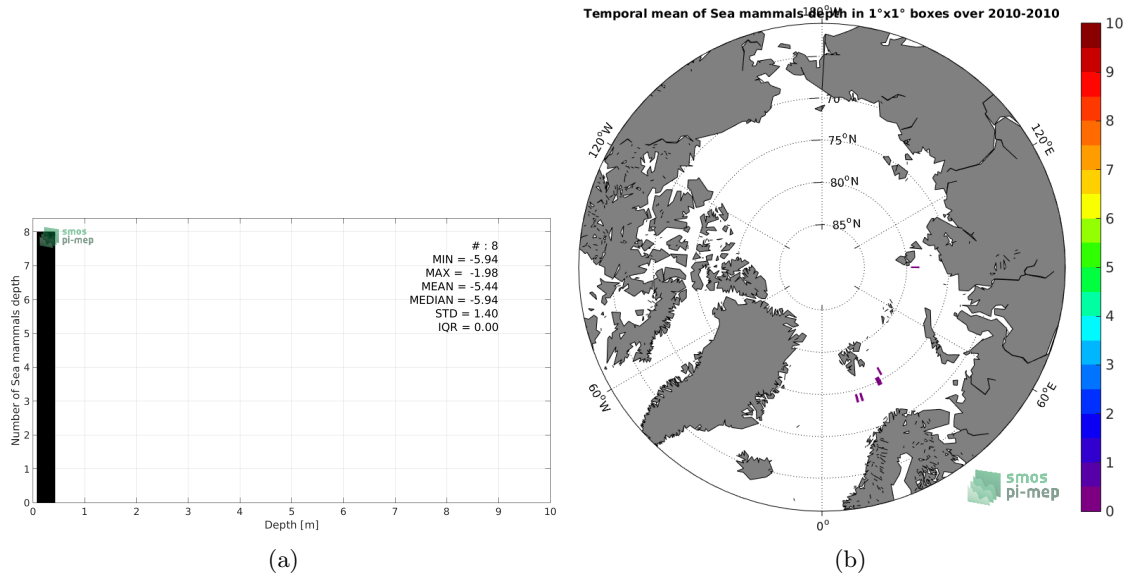 8
7
6
5
4
3
2
1
0
Number of Sea mammals depth
smos
pi-mep
# : 8
MIN = -5.94
MAX = -1.98
MEAN = -5.44
MEDIAN = -5.94
STD = 1.40
IQR = 0.00
0 1 2 3 4 5 6 7 8 9 10
Depth [m]
(a)
Temporal mean of Sea mammals depth in 1°x1° boxes over 2010-2010
180°W
120°W
120°E
70°
75°N
80°N
85°N
60°W
60°E
0°
smos
pi-mep
10
9
8
7
6
5
4
3
2
1
0
(b)